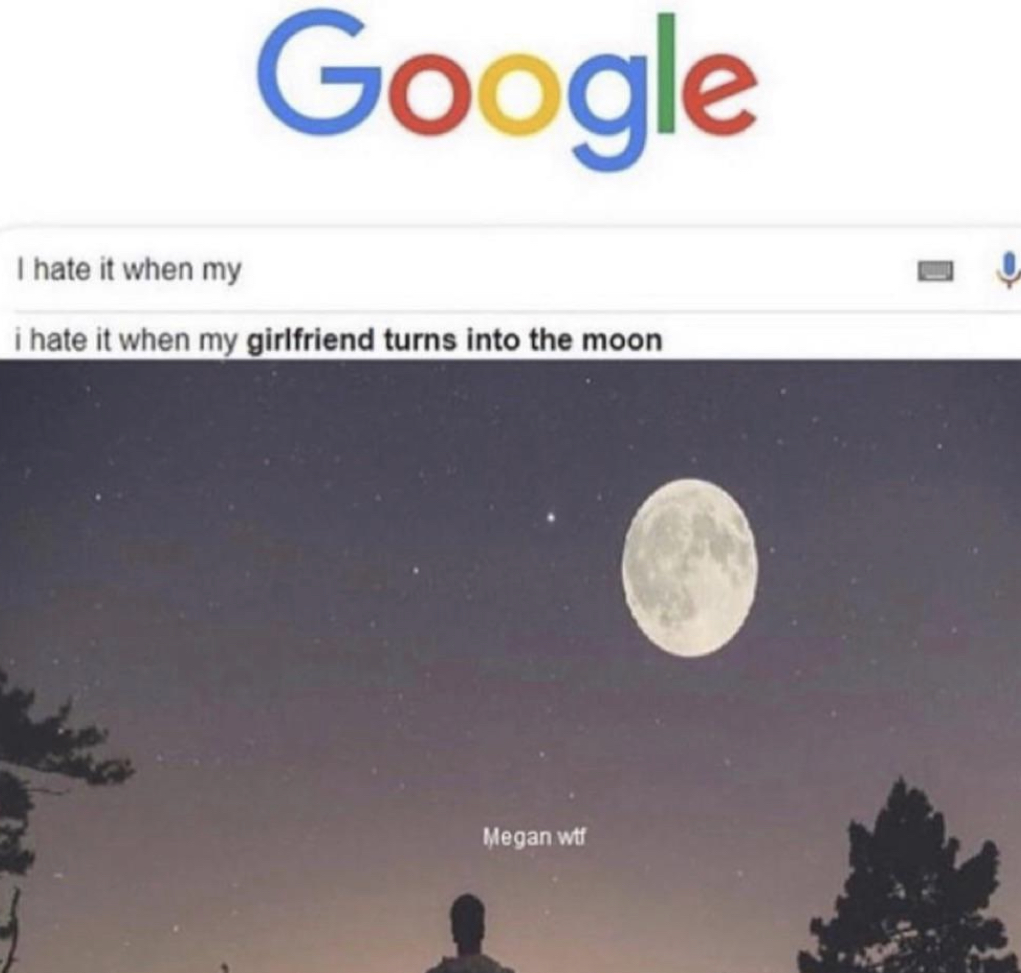 Google
I hate it when my
i hate it when my girlfriend turns into the moon
Megan wtf